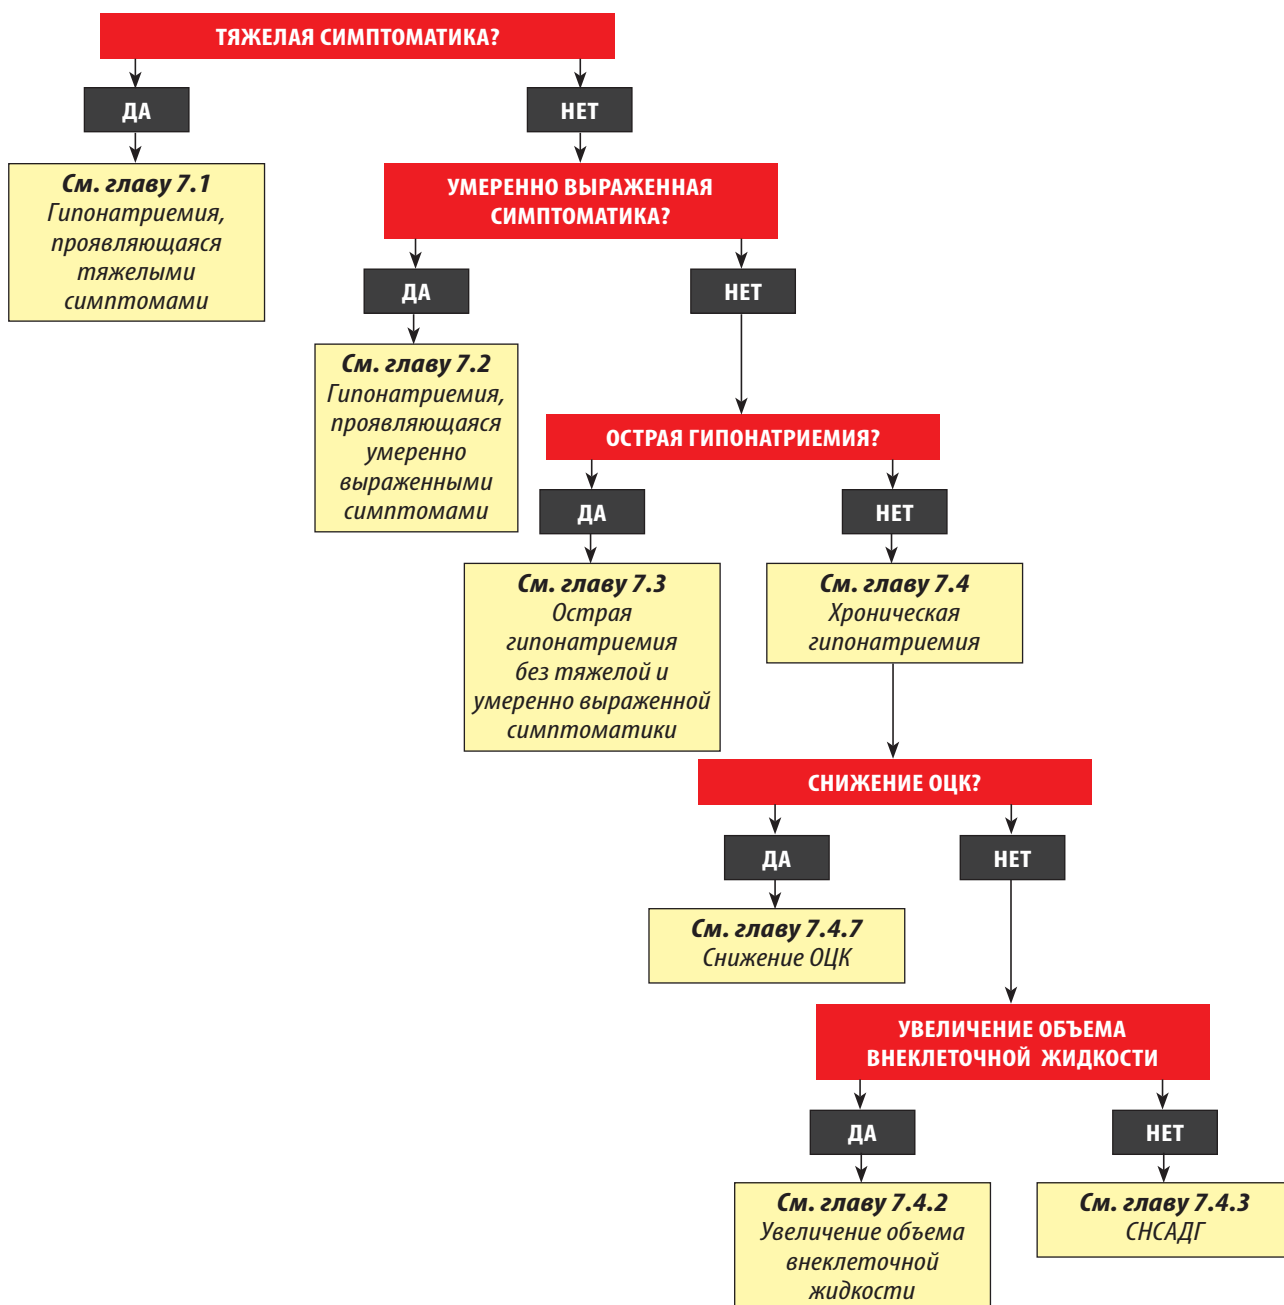 ТЯЖЕЛАЯ СИМПТОМАТИКА?
ДА
НЕТ
См. главу 7.1
Гипонатриемия,
проявляющаяся
тяжелыми
симптомами
УМЕРЕННО ВЫРАЖЕННАЯ
СИМПТОМАТИКА?
ДА
НЕТ
См. главу 7.2
Гипонатриемия,
проявляющаяся
умеренно
выраженными
симптомами
ОСТРАЯ ГИПОНАТРИЕМИЯ?
ДА
НЕТ
См. главу 7.3
Острая
гипонатриемия
без тяжелой и
умеренно выраженной
симптоматики
См. главу 7.4
Хроническая
гипонатриемия
СНИЖЕНИЕ ОЦК?
ДА
НЕТ
См. главу 7.4.7
Снижение ОЦК
УВЕЛИЧЕНИЕ ОБЪЕМА
ВНЕКЛЕТОЧНОЙ ЖИДКОСТИ
ДА
НЕТ
См. главу 7.4.2
Увеличение объема
внеклеточной
жидкости
См. главу 7.4.3
СНСАДГ